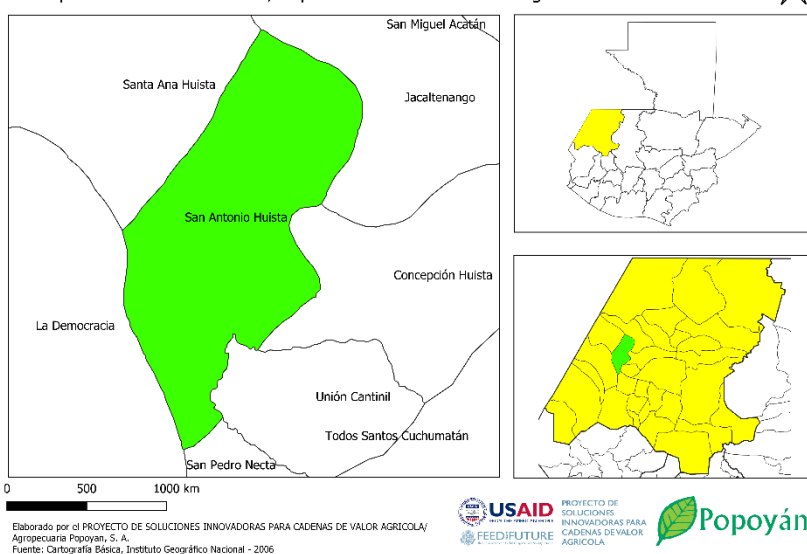 San Miguel Acatán
Santa Ana Huista
Jacaltenango
San Antonio Huista
Concepción Huista
La Democracia
Unión Cantinil
Todos Santos Cuchumatán
San Pedro Necta
0 500 1000 km
Elaborado por el PROYECTO DE SOLUCIONES INNOVADORAS PARA CADENAS DE VALOR AGRICOLA/
Agropecuaria Popoyan, S. A.
Fuente: Cartografía Básica, Instituto Geográfico Nacional - 2006
USAID
FEED FUTURE
PROYECTO DE
SOLUCIONES
INNOVADORAS PARA
CADENAS DE VALOR
AGRICOLA
Popoyán